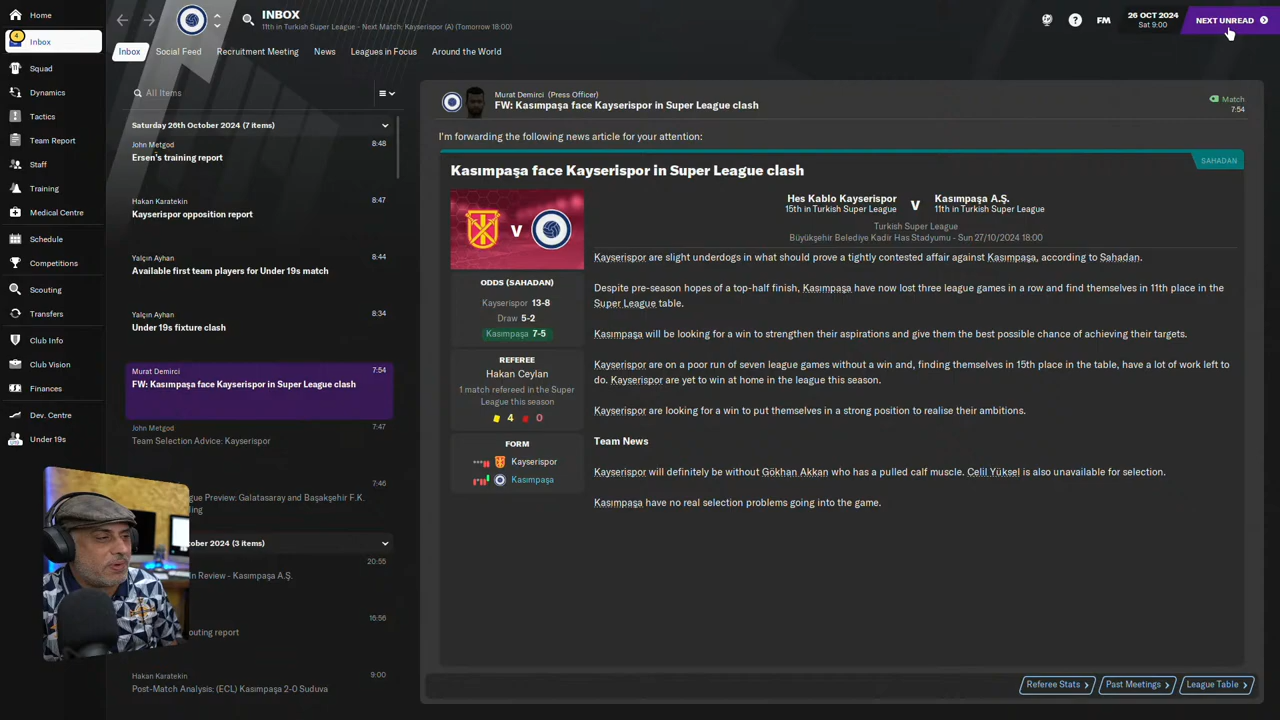 Home
4
Inbox
Squad
Dynamics
Tactics
Team Report
Staff
Training
Medical Centre
Schedule
Competitions
Scouting
Transfers
Club Info
Club Vision
Finances
Dev. Centre
Under 19s
INBOX
11th in Turkish Super League - Next Match: Kayserispor (A) (Tomorrow 18:00)
?
FM
26 OCT 2024
Sat 9:00
NEXT UNREAD
Inbox
Social Feed
Recruitment Meeting
News
Leagues in Focus
Around the World
All Items
Saturday 26th October 2024 (7 items)
John Metgod 8:48
Ersen's training report
Hakan Karatekin 8:47
Kayserispor opposition report
Yalçın Ayhan 8:44
Available first team players for Under 19s match
Yalçın Ayhan 8:34
Under 19s fixture clash
Murat Demirci 7:54
FW: Kasımpaşa face Kayserispor in Super League clash
John Metgod 7:47
Team Selection Advice: Kayserispor
7:46
gue Preview: Galatasaray and Başakşehir F.K.
ling
ober 2024 (3 items)
20:55
n Review - Kasımpaşa A.Ş.
16:56
outing report
Hakan Karatekin 9:00
Post-Match Analysis: (ECL) Kasımpaşa 2-0 Suduva
Murat Demirci (Press Officer)
FW: Kasımpaşa face Kayserispor in Super League clash
Match
7:54
I'm forwarding the following news article for your attention:
SAHADAN
Kasımpaşa face Kayserispor in Super League clash
V
Hes Kablo Kayserispor
15th in Turkish Super League
V
Kasımpaşa A.Ş.
11th in Turkish Super League
Turkish Super League
Büyükşehir Belediye Kadir Has Stadyumu - Sun 27/10/2024 18:00
ODDS (SAHADAN)
Kayserispor 13-8
Draw 5-2
Kasımpaşa 7-5
REFEREE
Hakan Ceylan
1 match refereed in the Super
League this season
4 0
FORM
Kayserispor
Kasımpaşa
Kayserispor are slight underdogs in what should prove a tightly contested affair against Kasımpaşa, according to Sahadan.
Despite pre-season hopes of a top-half finish, Kasımpaşa have now lost three league games in a row and find themselves in 11th place in the
Super League table.
Kasımpaşa will be looking for a win to strengthen their aspirations and give them the best possible chance of achieving their targets.
Kayserispor are on a poor run of seven league games without a win and, finding themselves in 15th place in the table, have a lot of work left to
do. Kayserispor are yet to win at home in the league this season.
Kayserispor are looking for a win to put themselves in a strong position to realise their ambitions.
Team News
Kayserispor will definitely be without Gökhan Akkan who has a pulled calf muscle. Celil Yüksel is also unavailable for selection.
Kasımpaşa have no real selection problems going into the game.
Referee Stats
Past Meetings
League Table